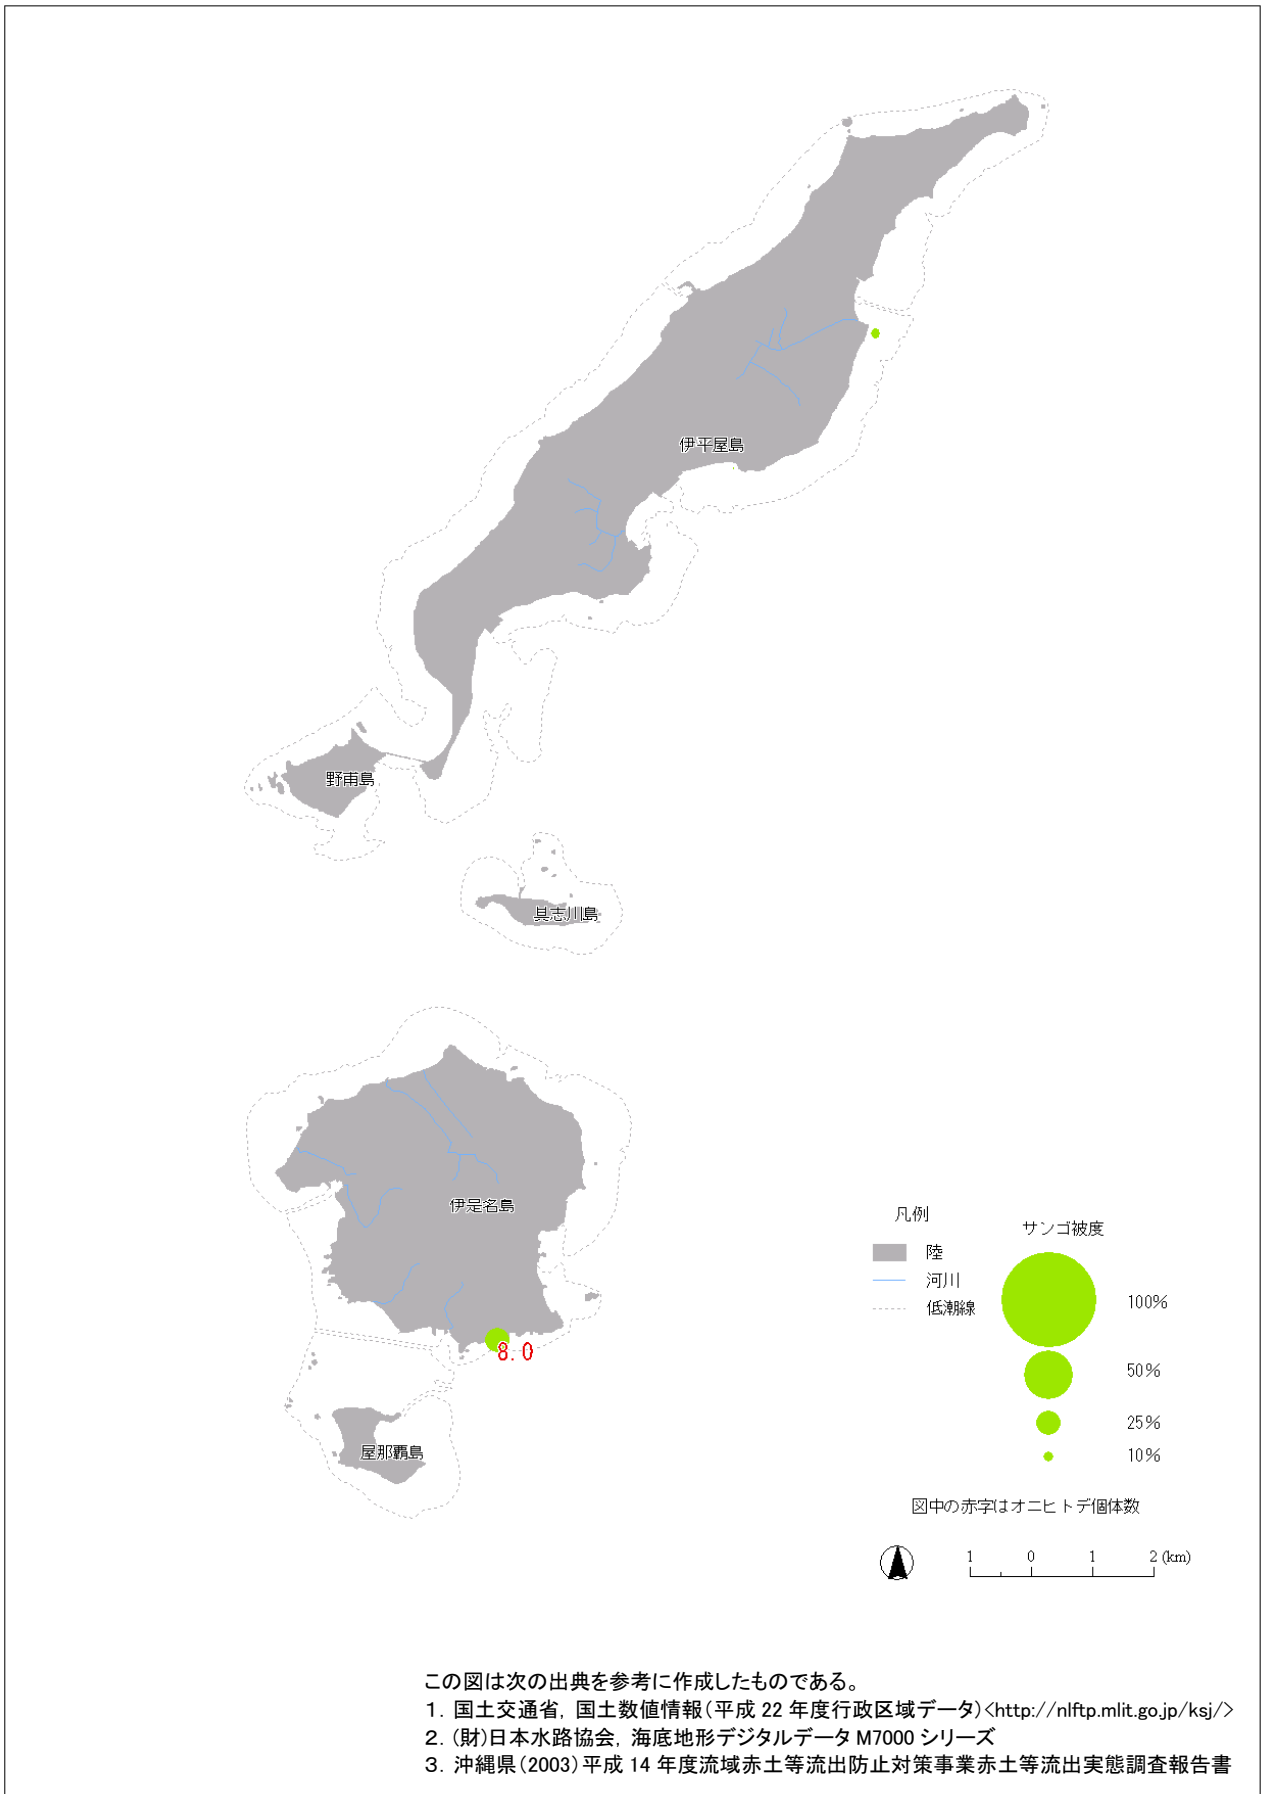 伊平屋島
野甫島
具志川島
伊是名島
8.0
屋那覇島
凡例
陸
河川
低潮線
サンゴ被度
100%
50%
25%
10%
図中の赤字はオニヒトデ個体数
1 0 1 2 (km)
この図は次の出典を参考に作成したものである。
1. 国土交通省, 国土数値情報(平成 22 年度行政区域データ)<http://nlftp.mlit.go.jp/ksj/>
2. (財)日本水路協会, 海底地形デジタルデータ M7000 シリーズ
3. 沖縄県(2003)平成 14 年度流域赤土等流出防止対策事業赤土等流出実態調査報告書